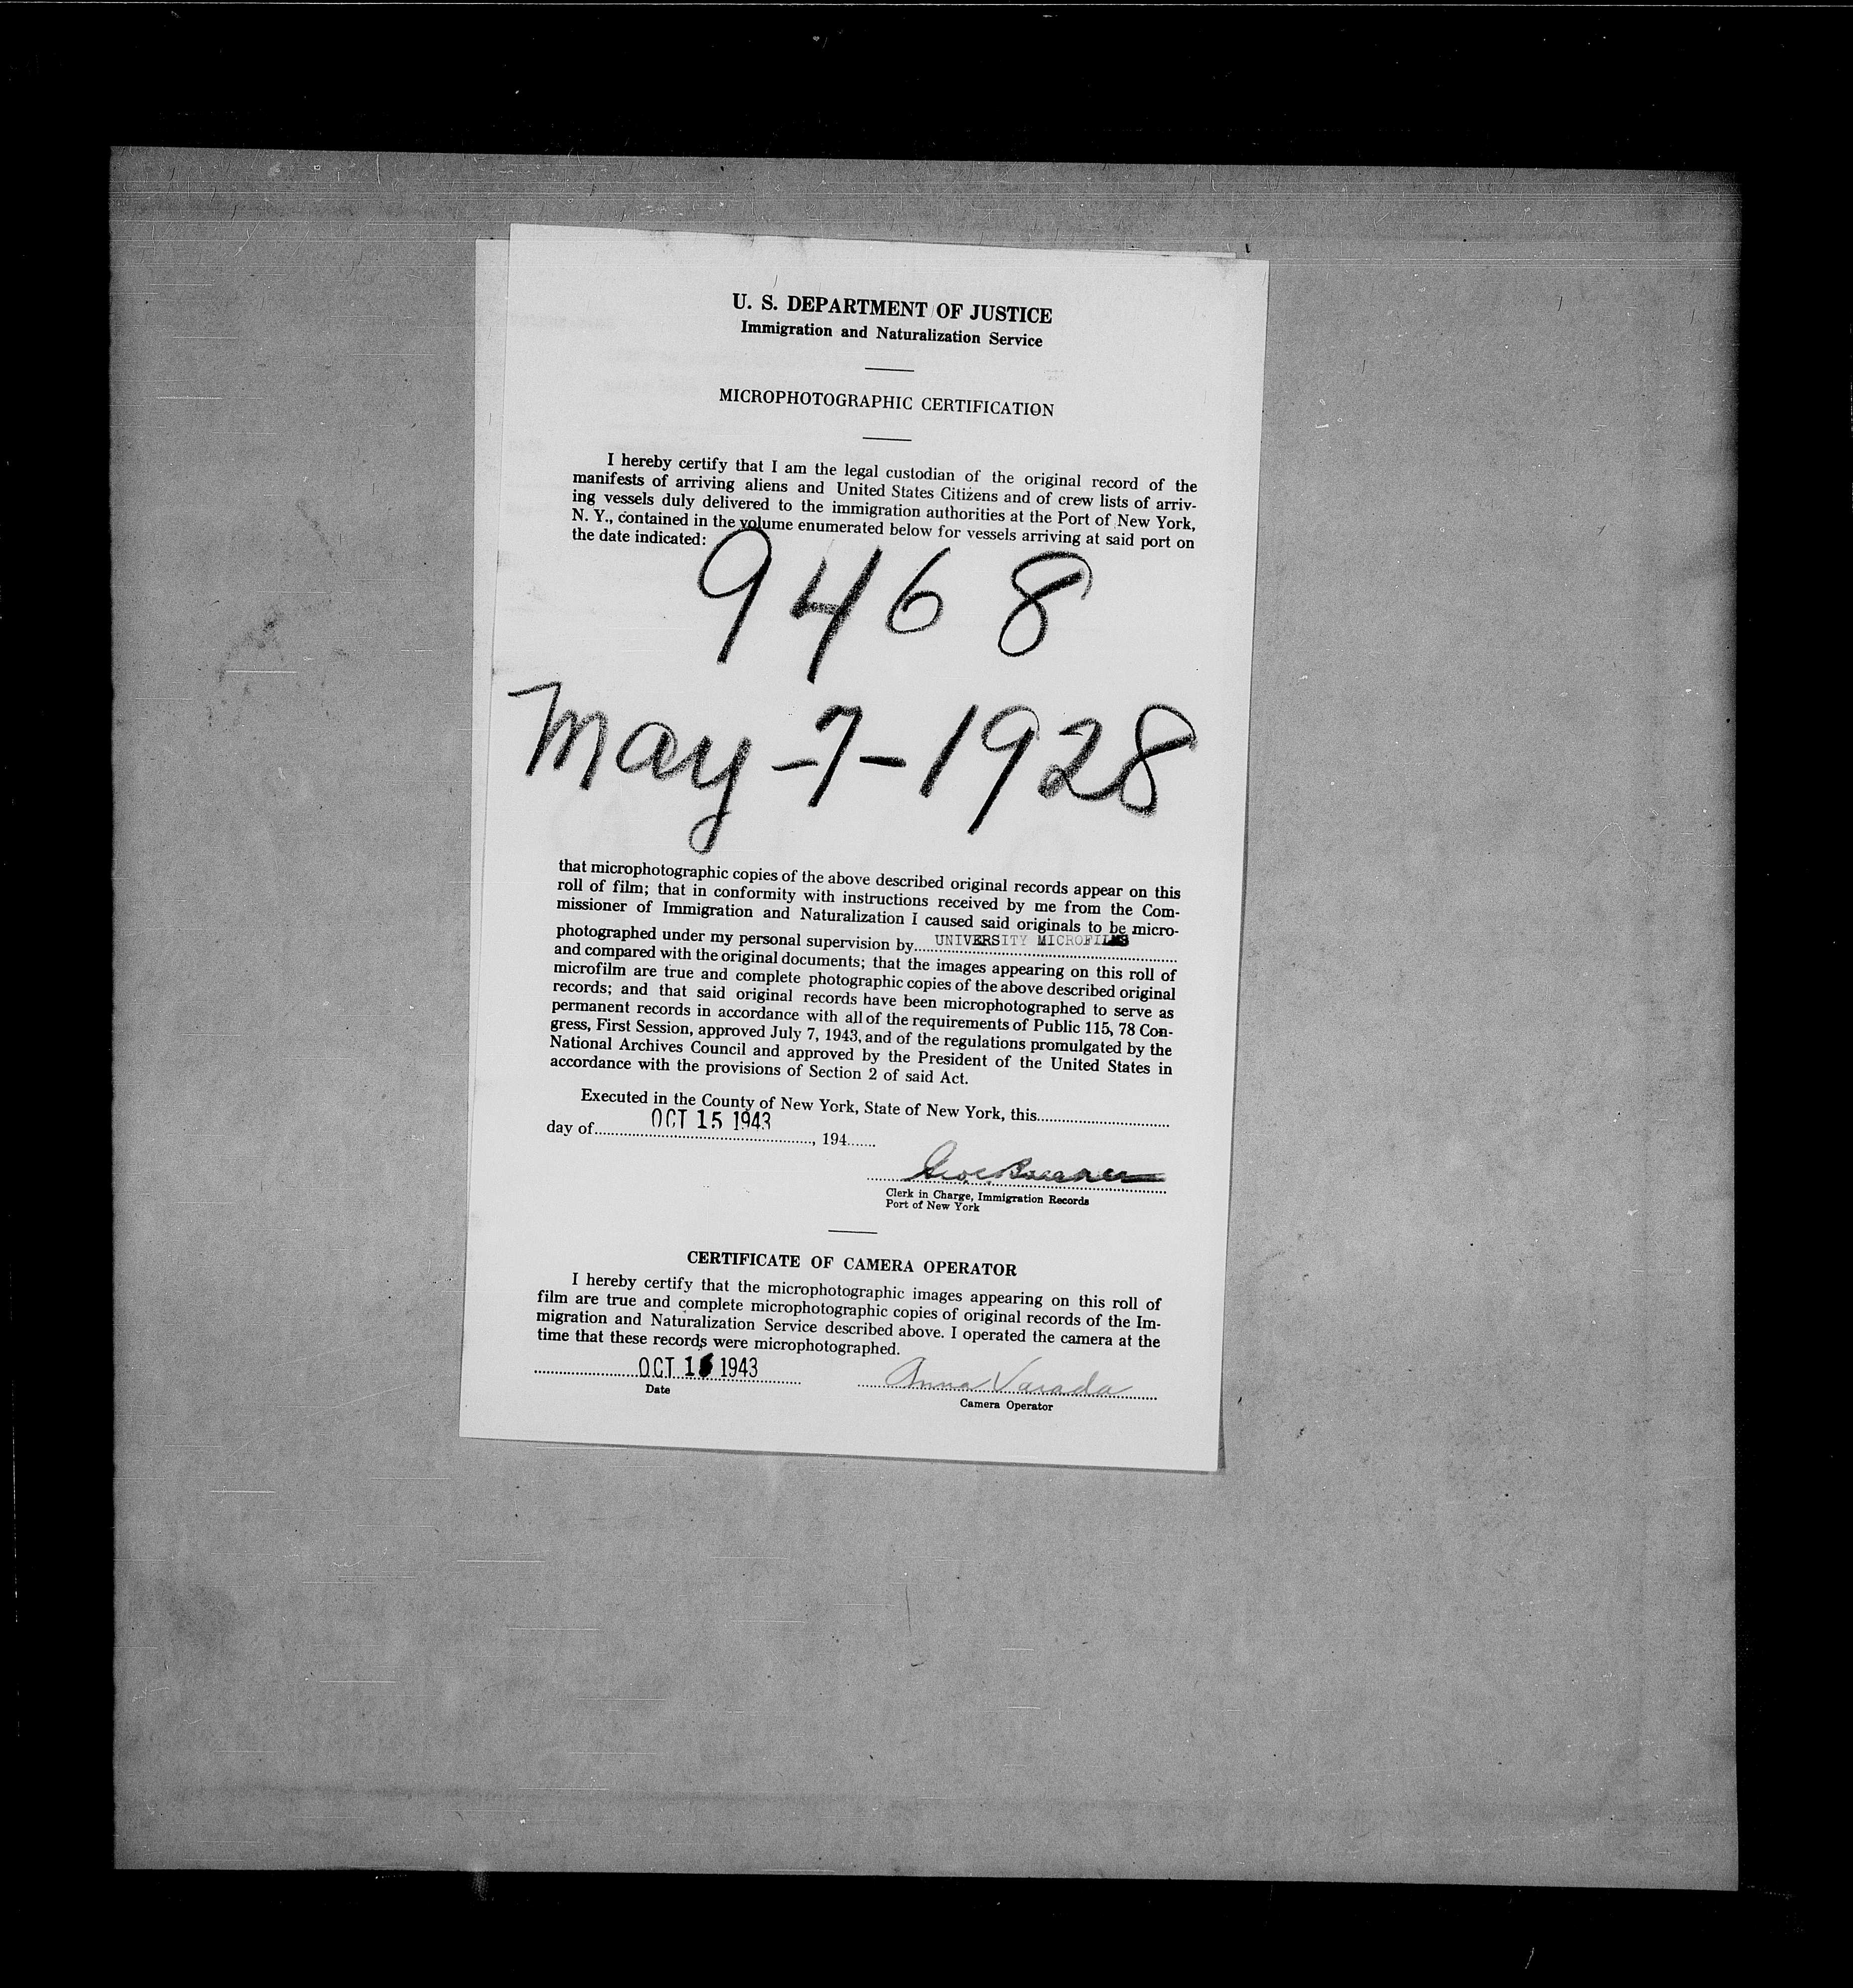 U. S. DEPARTMENT OF JUSTICE
Immigration and Naturalization Service
MICROPHOTOGRAPHIC CERTIFICATION
I hereby certify that I am the legal custodian of the original record of the
manifests of arriving aliens and United States Citizens and of crew lists of arriv-
ing vessels duly delivered to the immigration authorities at the Port of New York,
N. Y., contained in the volume enumerated below for vessels arriving at said port on
the date indicated:
9468
May-7-1928
that microphotographic copies of the above described original records appear on this
roll of film; that in conformity with instructions received by me from the Com-
missioner of Immigration and Naturalization I caused said originals to be micro-
photographed under my personal supervision by UNIVERSITY MICROFILMS
and compared with the original documents; that the images appearing on this roll of
microfilm are true and complete photographic copies of the above described original
records; and that said original records have been microphotographed to serve as
permanent records in accordance with all of the requirements of Public 115, 78 Con-
gress, First Session, approved July 7, 1943, and of the regulations promulgated by the
National Archives Council and approved by the President of the United States in
accordance with the provisions of Section 2 of said Act.
Executed in the County of New York, State of New York, this
day of OCT 15 1943, 194
Clerk in Charge, Immigration Records
Port of New York
CERTIFICATE OF CAMERA OPERATOR
I hereby certify that the microphotographic images appearing on this roll of
film are true and complete microphotographic copies of original records of the Im-
migration and Naturalization Service described above. I operated the camera at the
time that these records were microphotographed.
OCT 16 1943 Anna Varada
Date
Camera Operator